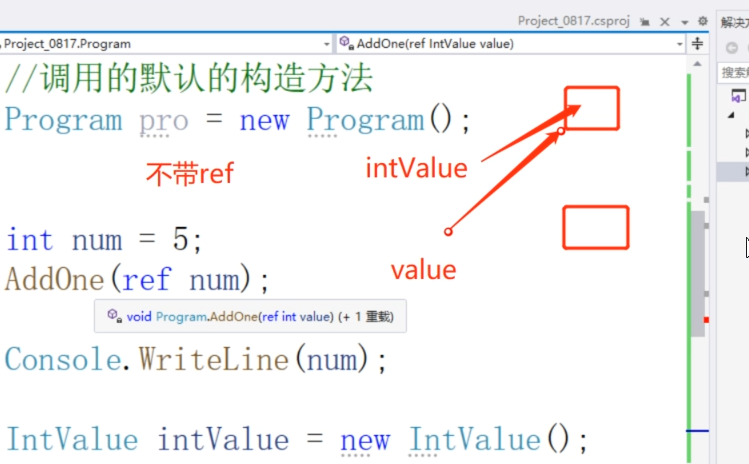 Project_0817.csproj
解决方
Project_0817.Program
AddOne(ref IntValue value)
搜索解
//调用的默认的构造方法
Program pro = new Program();
不带ref
intValue
int num = 5;
AddOne(ref num);
value
void Program.AddOne(ref int value) (+ 1 重载)
Console.WriteLine(num);
IntValue intValue = new IntValue();